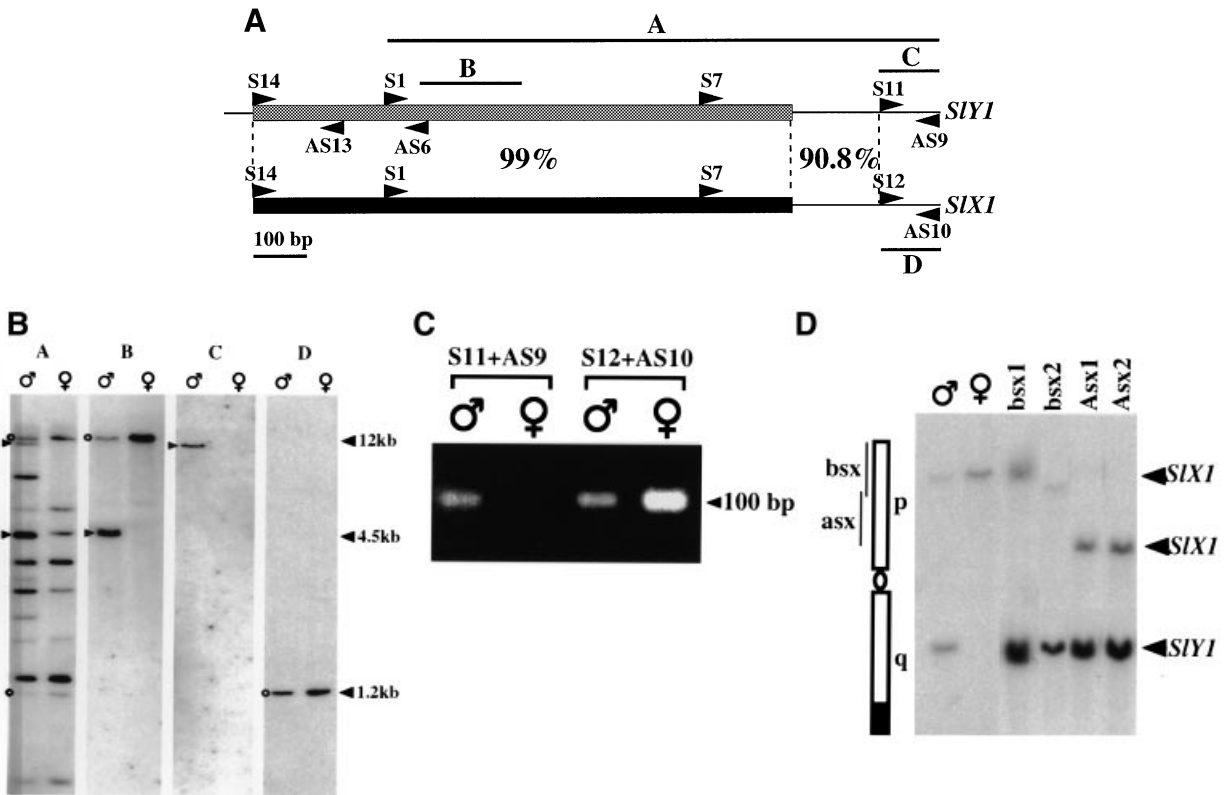 A
A
B
C
S14
S1
S7
S11
SlY1
AS13
AS6
AS9
99%
90.8%
S14
S1
S7
S12
SlX1
AS10
100 bp
D
B
A
B
C
D
♂ ♀ ♂ ♀ ♂ ♀ ♂ ♀
12kb
4.5kb
1.2kb
C
S11+AS9 S12+AS10
♂ ♀ ♂ ♀
100 bp
D
♂ ♀ bsx1 bsx2 Asx1 Asx2
bsx
asx
p
q
SlX1
SlX1
SlY1